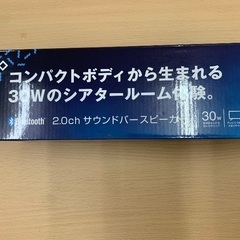 コンパクトボディから生まれる
30Wのシアタールーム体験。
Bluetooth 2.0ch サウンドバースピーカー 30W